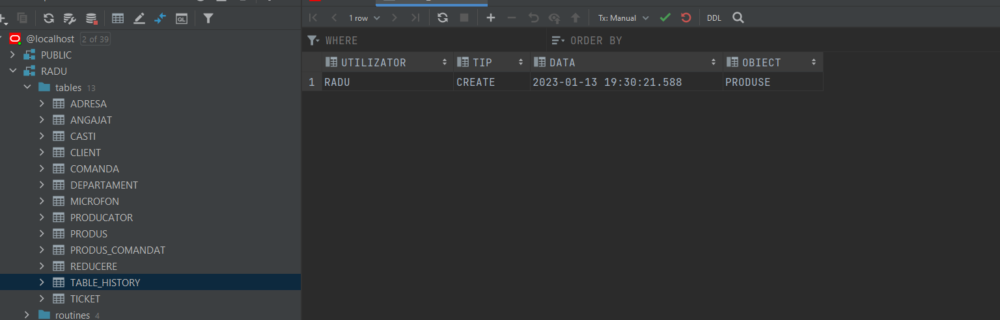 1 row
Tx: Manual
DDL
@localhost 2 of 39
PUBLIC
RADU
tables 13
ADRESA
ANGAJAT
CASTI
CLIENT
COMANDA
DEPARTAMENT
MICROFON
PRODUCATOR
PRODUS
PRODUS_COMANDAT
REDUCERE
TABLE_HISTORY
TICKET
routines 4
QL
WHERE
ORDER BY
UTILIZATOR TIP DATA OBIECT
1 RADU CREATE 2023-01-13 19:30:21.588 PRODUSE